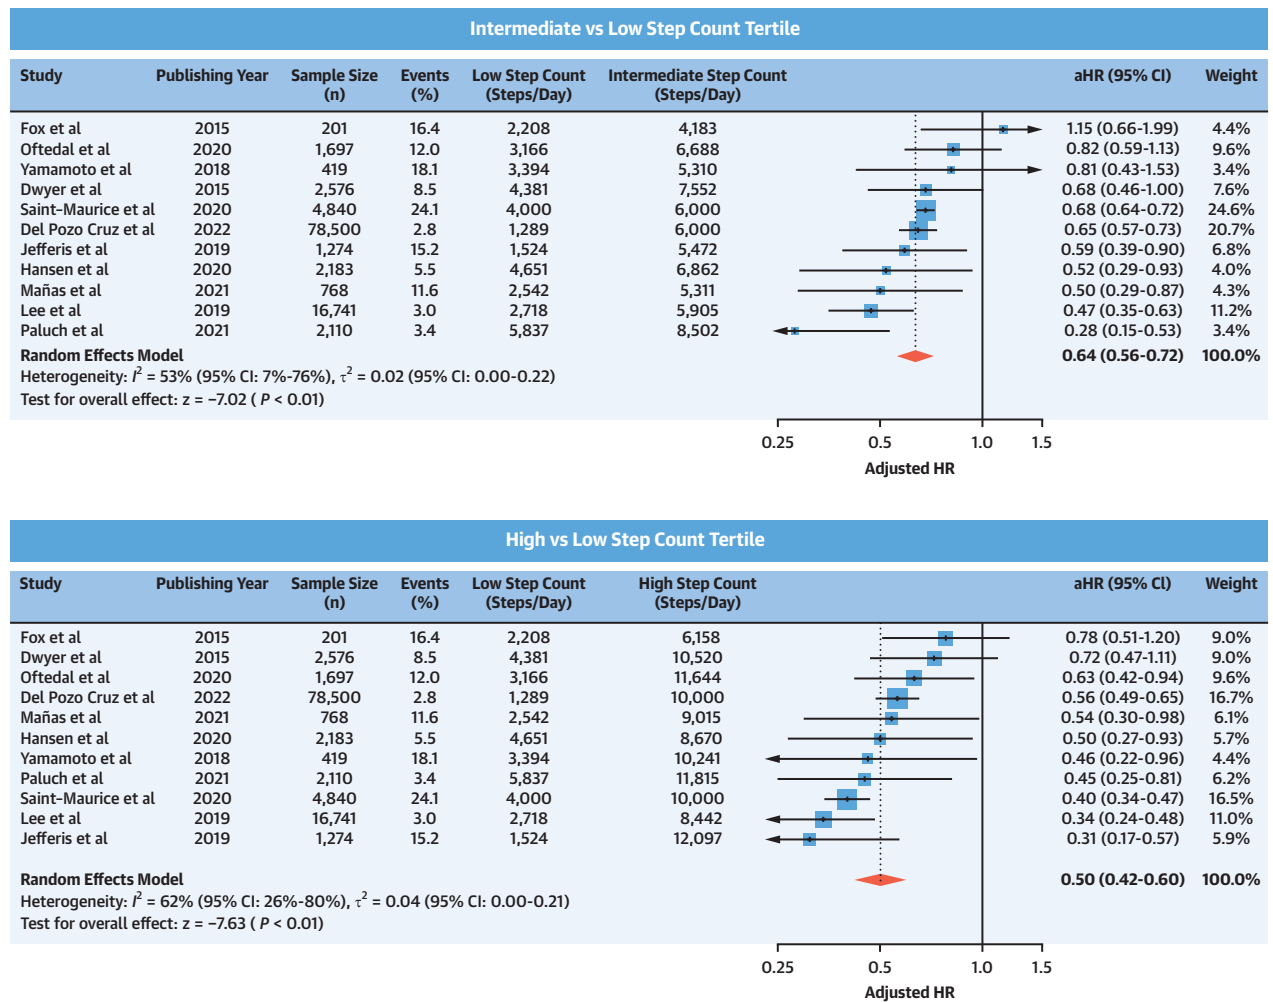 Intermediate vs Low Step Count Tertile
Study Publishing Year Sample Size (n) Events (%) Low Step Count (Steps/Day) Intermediate Step Count (Steps/Day) aHR (95% CI) Weight
Fox et al 2015 201 16.4 2,208 4,183 1.15 (0.66-1.99) 4.4%
Oftedal et al 2020 1,697 12.0 3,166 6,688 0.82 (0.59-1.13) 9.6%
Yamamoto et al 2018 419 18.1 3,394 5,310 0.81 (0.43-1.53) 3.4%
Dwyer et al 2015 2,576 8.5 4,381 7,552 0.68 (0.46-1.00) 7.6%
Saint-Maurice et al 2020 4,840 24.1 4,000 6,000 0.68 (0.64-0.72) 24.6%
Del Pozo Cruz et al 2022 78,500 2.8 1,289 6,000 0.65 (0.57-0.73) 20.7%
Jefferis et al 2019 1,274 15.2 1,524 5,472 0.59 (0.39-0.90) 6.8%
Hansen et al 2020 2,183 5.5 4,651 6,862 0.52 (0.29-0.93) 4.0%
Mañas et al 2021 768 11.6 2,542 5,311 0.50 (0.29-0.87) 4.3%
Lee et al 2019 16,741 3.0 2,718 5,905 0.47 (0.35-0.63) 11.2%
Paluch et al 2021 2,110 3.4 5,837 8,502 0.28 (0.15-0.53) 3.4%
Random Effects Model 0.64 (0.56-0.72) 100.0%
Heterogeneity: I² = 53% (95% CI: 7%-76%), τ² = 0.02 (95% CI: 0.00-0.22)
Test for overall effect: z = −7.02 ( P < 0.01)
0.25 0.5 1.0 1.5
Adjusted HR
High vs Low Step Count Tertile
Study Publishing Year Sample Size (n) Events (%) Low Step Count (Steps/Day) High Step Count (Steps/Day) aHR (95% CI) Weight
Fox et al 2015 201 16.4 2,208 6,158 0.78 (0.51-1.20) 9.0%
Dwyer et al 2015 2,576 8.5 4,381 10,520 0.72 (0.47-1.11) 9.0%
Oftedal et al 2020 1,697 12.0 3,166 11,644 0.63 (0.42-0.94) 9.6%
Del Pozo Cruz et al 2022 78,500 2.8 1,289 10,000 0.56 (0.49-0.65) 16.7%
Mañas et al 2021 768 11.6 2,542 9,015 0.54 (0.30-0.98) 6.1%
Hansen et al 2020 2,183 5.5 4,651 8,670 0.50 (0.27-0.93) 5.7%
Yamamoto et al 2018 419 18.1 3,394 10,241 0.46 (0.22-0.96) 4.4%
Paluch et al 2021 2,110 3.4 5,837 11,815 0.45 (0.25-0.81) 6.2%
Saint-Maurice et al 2020 4,840 24.1 4,000 10,000 0.40 (0.34-0.47) 16.5%
Lee et al 2019 16,741 3.0 2,718 8,442 0.34 (0.24-0.48) 11.0%
Jefferis et al 2019 1,274 15.2 1,524 12,097 0.31 (0.17-0.57) 5.9%
Random Effects Model 0.50 (0.42-0.60) 100.0%
Heterogeneity: I² = 62% (95% CI: 26%-80%), τ² = 0.04 (95% CI: 0.00-0.21)
Test for overall effect: z = −7.63 ( P < 0.01)
0.25 0.5 1.0 1.5
Adjusted HR